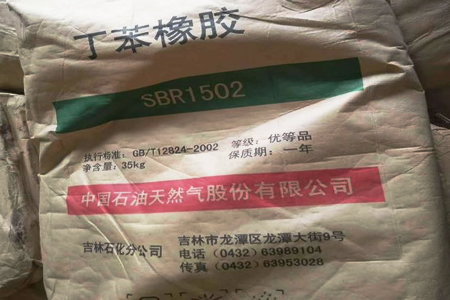 丁苯橡胶
SBR1502
执行标准: GB/T12824-2002 等级: 优等品
净含量: 35kg 保质期: 一年
中国石油天然气股份有限公司
吉林石化分公司 吉林市龙潭区龙潭大街9号
电话 (0432) 63989104
传真 (0432) 63953028